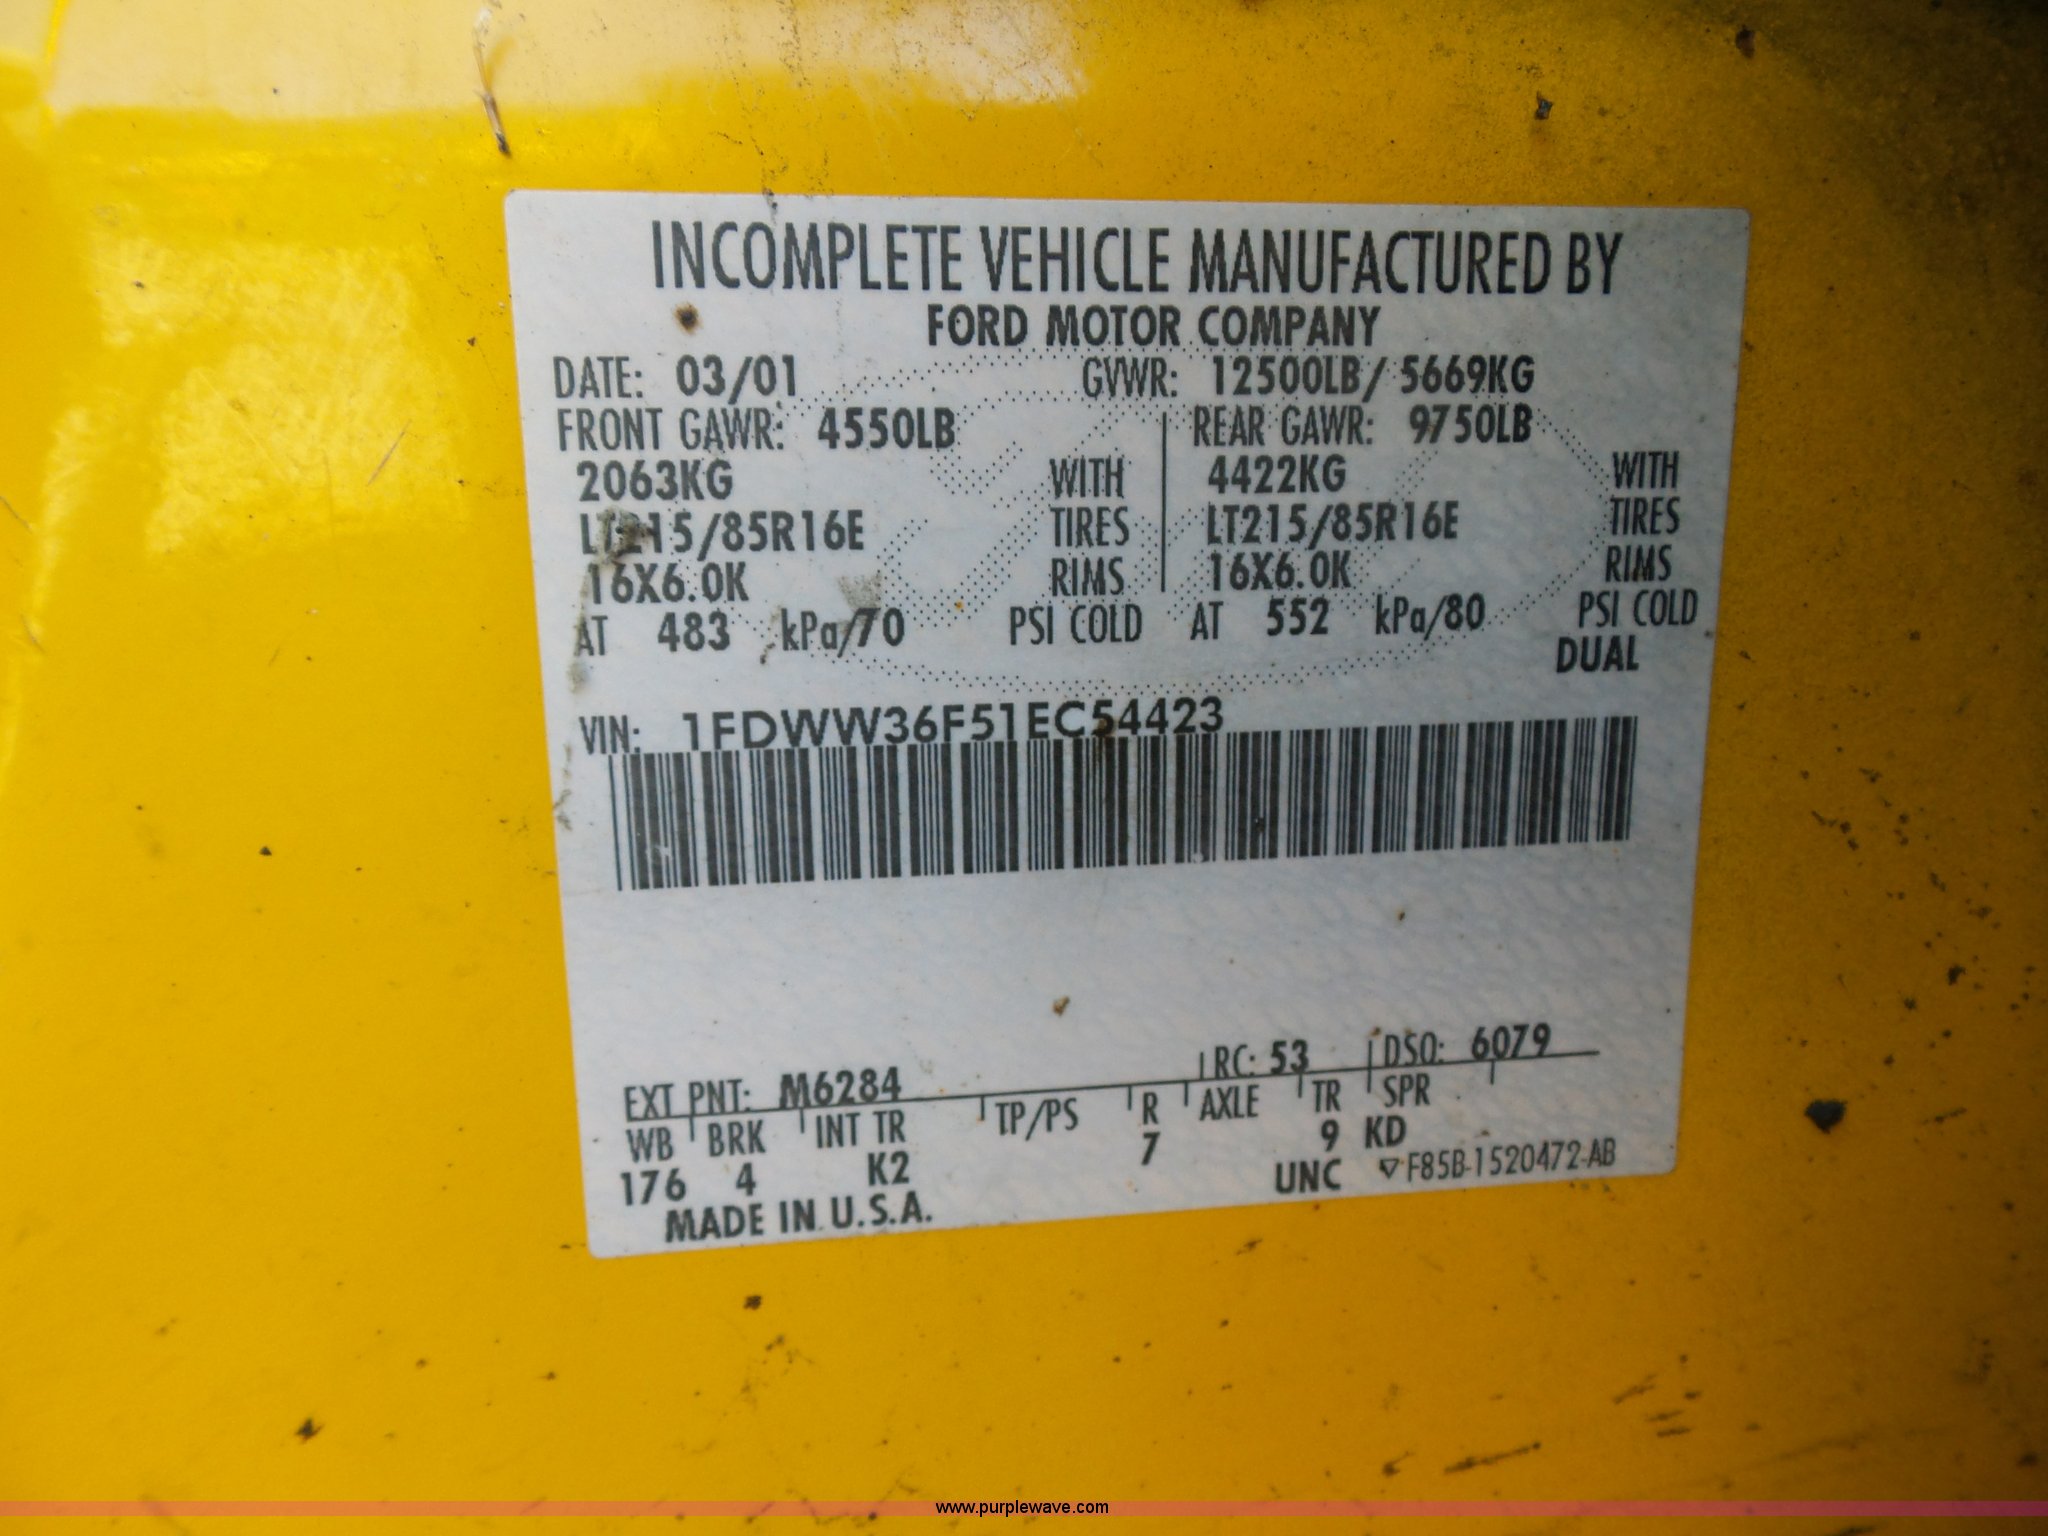 INCOMPLETE VEHICLE MANUFACTURED BY
FORD MOTOR COMPANY
DATE: 03/01 GVWR: 12500LB/ 5669KG
FRONT GAWR: 4550LB REAR GAWR: 9750LB
2063KG WITH 4422KG WITH
LT215/85R16E TIRES LT215/85R16E TIRES
16X6.0K RIMS 16X6.0K RIMS
AT 483 kPa/70 PSI COLD AT 552 kPa/80 PSI COLD
DUAL
VIN: 1FDWW36F51EC54423
EXT PNT: M6284 RC: 53 DSO: 6079
WB BRK INT TR TP/PS R AXLE TR SPR
176 4 K2 7 9 KD
MADE IN U.S.A. UNC F85B-1520472-AB
www.purplewave.com